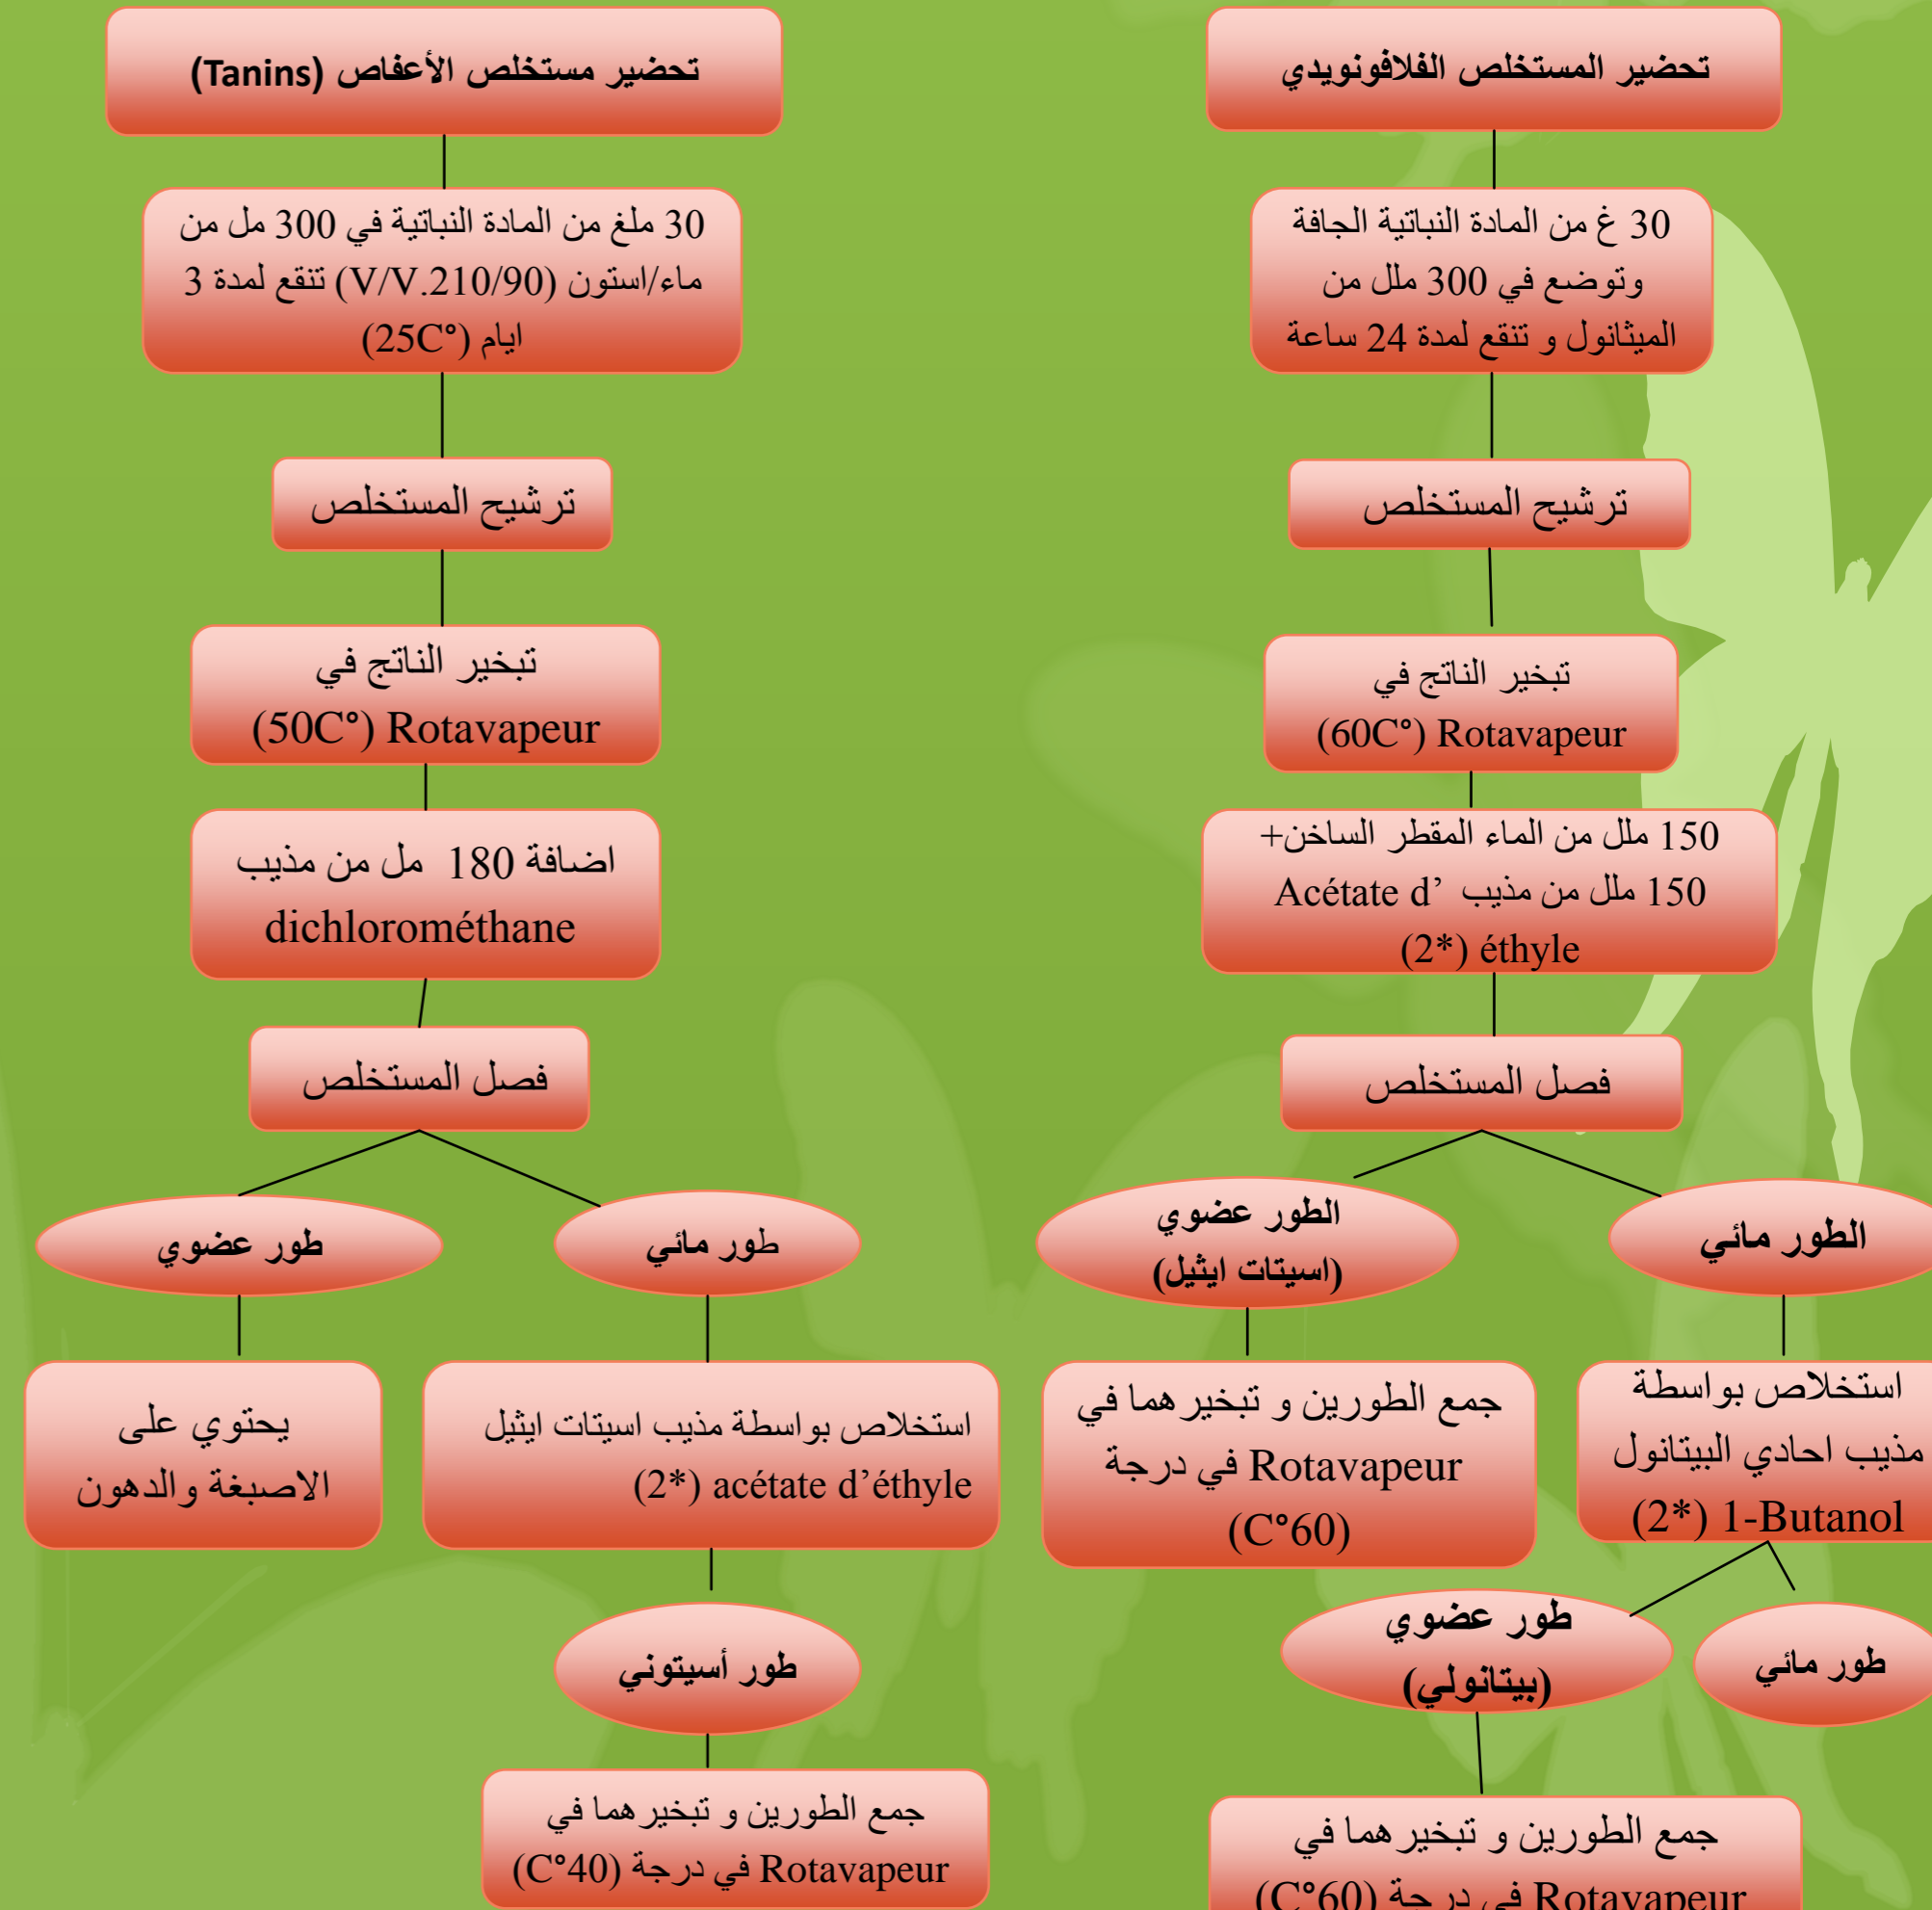 تحضير المستخلص الفلافونويدي
30 غ من المادة النباتية الجافة
وتوضع في 300 ملل من
الميثانول و تنقع لمدة 24 ساعة
ترشيح المستخلص
تبخير الناتج في
Rotavapeur (60C°)
150 ملل من الماء المقطر الساخن+
150 ملل من مذيب Acétate d’
éthyle (2*)
فصل المستخلص
الطور مائي
الطور عضوي
(اسيتات ايثيل)
استخلاص بواسطة
مذيب احادي البيتانول
1-Butanol (2*)
جمع الطورين و تبخيرهما في
Rotavapeur في درجة
(C°60)
طور مائي
طور عضوي
(بيتانولي)
جمع الطورين و تبخيرهما في
Rotavapeur في درجة (C°60)
تحضير مستخلص الأعفاص (Tanins)
30 ملغ من المادة النباتية في 300 مل من
ماء/استون (V/V.210/90) تنقع لمدة 3
ايام (25C°)
ترشيح المستخلص
تبخير الناتج في
Rotavapeur (50C°)
اضافة 180 مل من مذيب
dichlorométhane
فصل المستخلص
طور مائي
طور عضوي
استخلاص بواسطة مذيب اسيتات ايثيل
acétate d’éthyle (2*)
يحتوي على
الاصبغة والدهون
طور أسيتوني
جمع الطورين و تبخيرهما في
Rotavapeur في درجة (C°40)